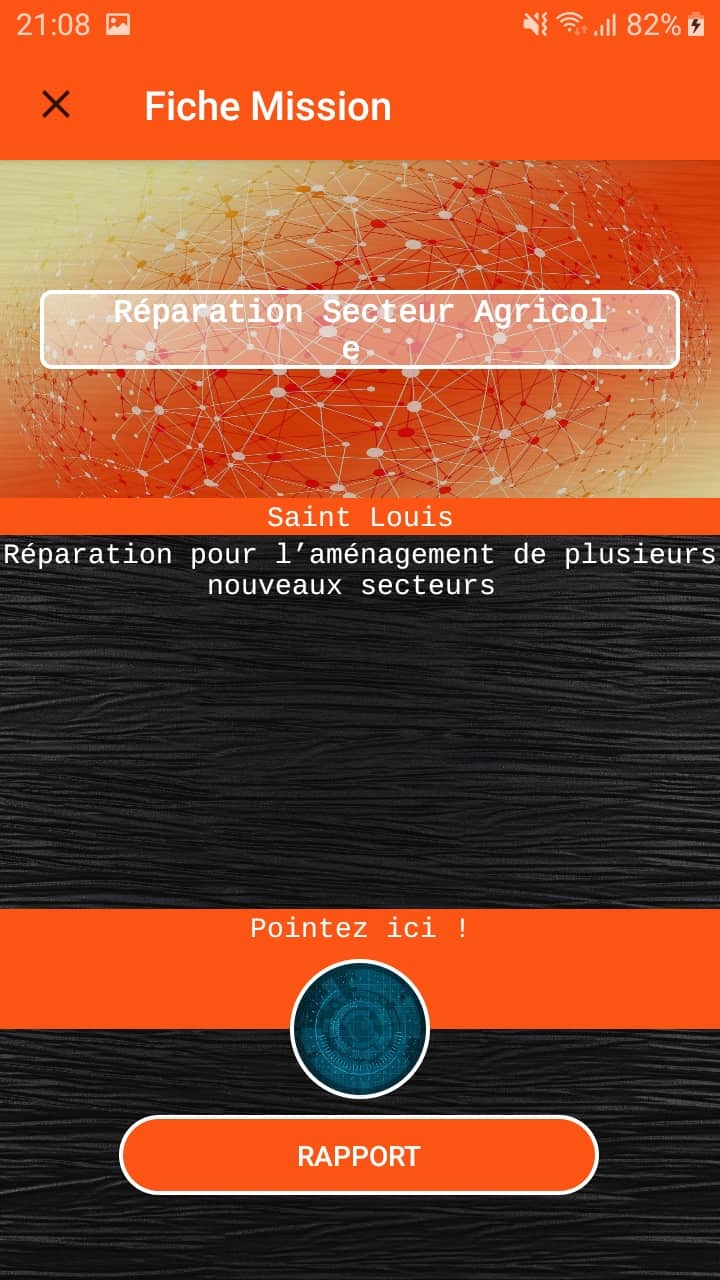 21:08 82%
Fiche Mission
Réparation Secteur Agricol
e
Saint Louis
Réparation pour l’aménagement de plusieurs
nouveaux secteurs
Pointez ici !
RAPPORT